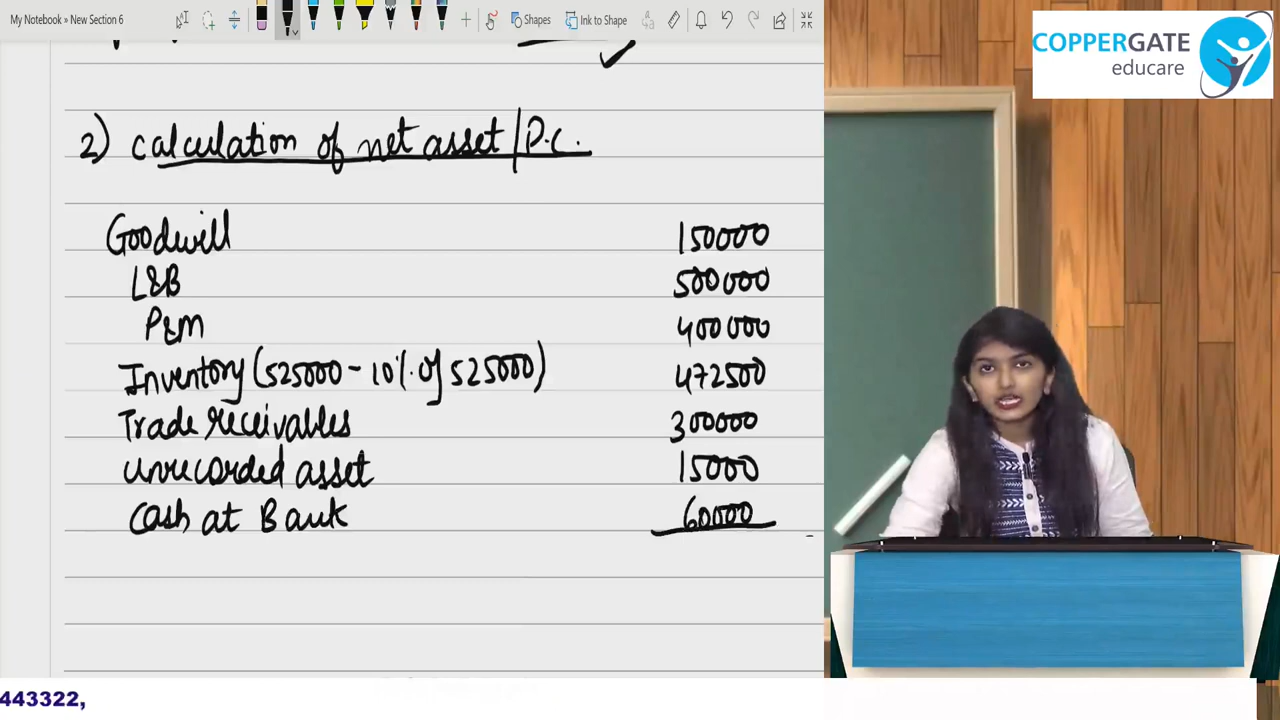 My Notebook » New Section 6
Shapes
Ink to Shape
COPPERGATE
educare
2) calculation of net asset / P.C.
Goodwill 150000
L&B 500000
P&M 400000
Inventory (525000 - 10% of 525000) 472500
Trade receivables 300000
unrecorded asset 15000
Cash at Bank 60000
443322,